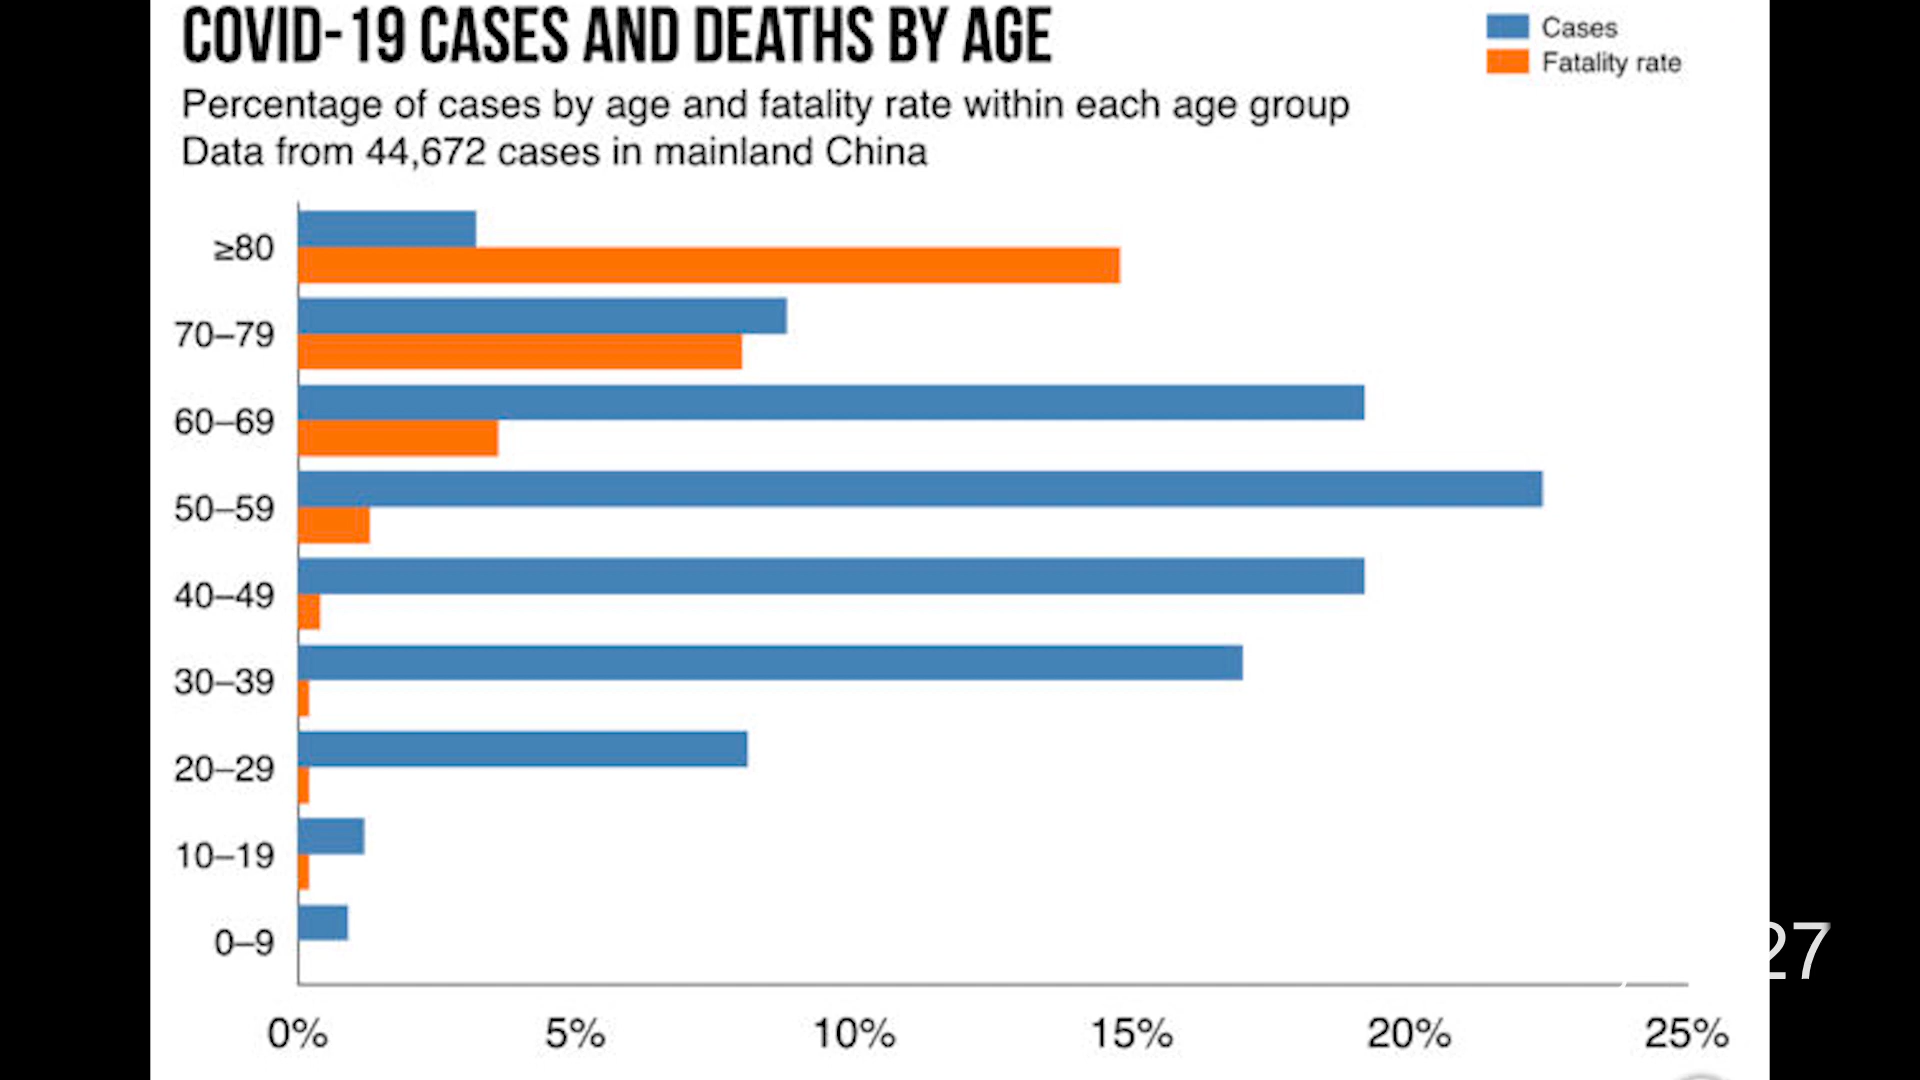 COVID-19 CASES AND DEATHS BY AGE
Cases
Fatality rate
Percentage of cases by age and fatality rate within each age group
Data from 44,672 cases in mainland China
≥80
70–79
60–69
50–59
40–49
30–39
20–29
10–19
0–9
27
0% 5% 10% 15% 20% 25%